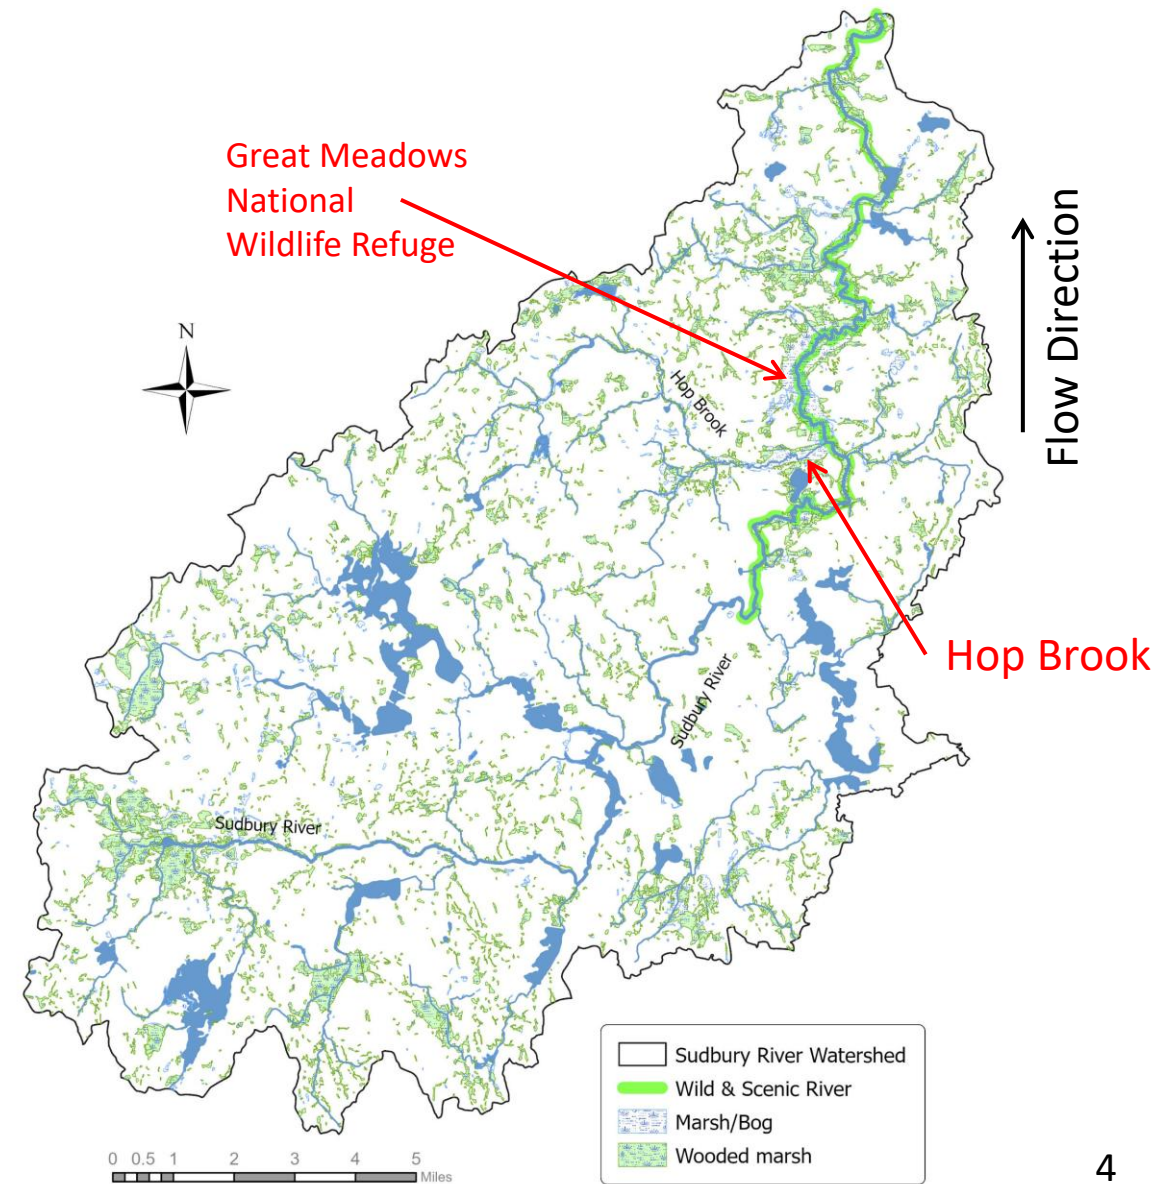 Great Meadows
National
Wildlife Refuge
N
Flow Direction
Hop Brook
Hop Brook
Sudbury River
Sudbury River
Sudbury River Watershed
Wild & Scenic River
Marsh/Bog
Wooded marsh
0 0.5 1 2 3 4 5
Miles
4